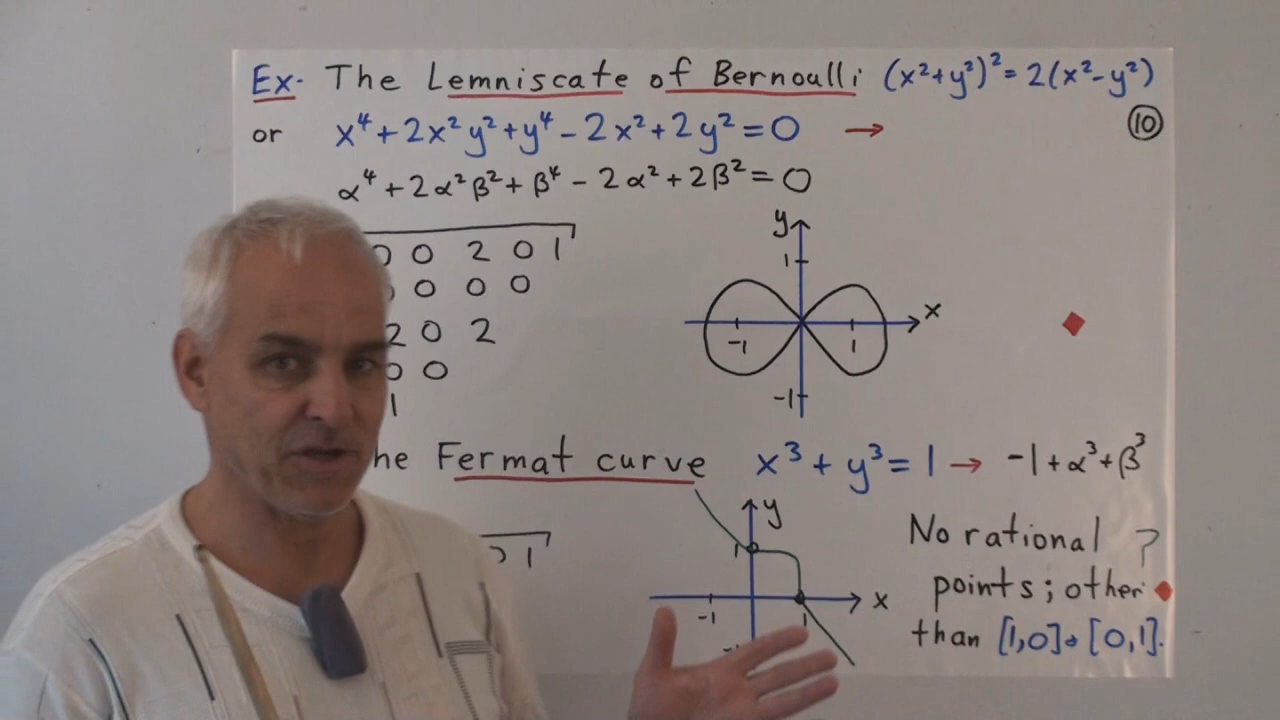 Ex. The Lemniscate of Bernoulli (x²+y²)² = 2(x²-y²)
10
or x⁴+2x²y²+y⁴-2x²+2y²=0 →
α⁴+2α²β²+β⁴-2α²+2β²=0
0 0 2 0 1
0 0 0 0
2 0 2
0 0
1
y
1
x
-1 1
-1
he Fermat curve x³+y³=1 → -1+α³+β³
y
1
x
-1 1
0 1
No rational ?
points; other
than [1,0] & [0,1].